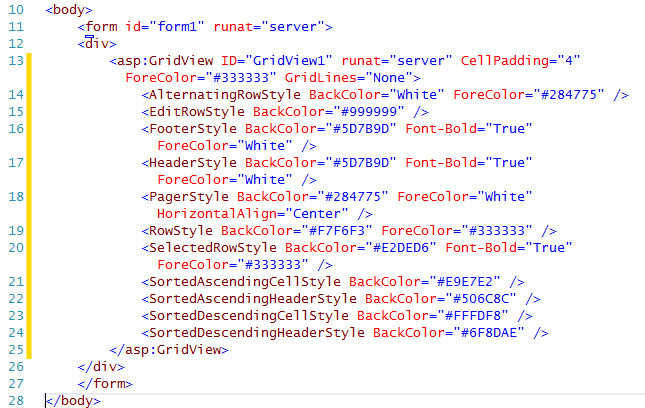 10 <body>
11 <form id="form1" runat="server">
12 <div>
13 <asp:GridView ID="GridView1" runat="server" CellPadding="4"
ForeColor="#333333" GridLines="None">
14 <AlternatingRowStyle BackColor="White" ForeColor="#284775" />
15 <EditRowStyle BackColor="#999999" />
16 <FooterStyle BackColor="#5D7B9D" Font-Bold="True"
ForeColor="White" />
17 <HeaderStyle BackColor="#5D7B9D" Font-Bold="True"
ForeColor="White" />
18 <PagerStyle BackColor="#284775" ForeColor="White"
HorizontalAlign="Center" />
19 <RowStyle BackColor="#F7F6F3" ForeColor="#333333" />
20 <SelectedRowStyle BackColor="#E2DED6" Font-Bold="True"
ForeColor="#333333" />
21 <SortedAscendingCellStyle BackColor="#E9E7E2" />
22 <SortedAscendingHeaderStyle BackColor="#506C8C" />
23 <SortedDescendingCellStyle BackColor="#FFFDF8" />
24 <SortedDescendingHeaderStyle BackColor="#6F8DAE" />
25 </asp:GridView>
26 </div>
27 </form>
28 </body>